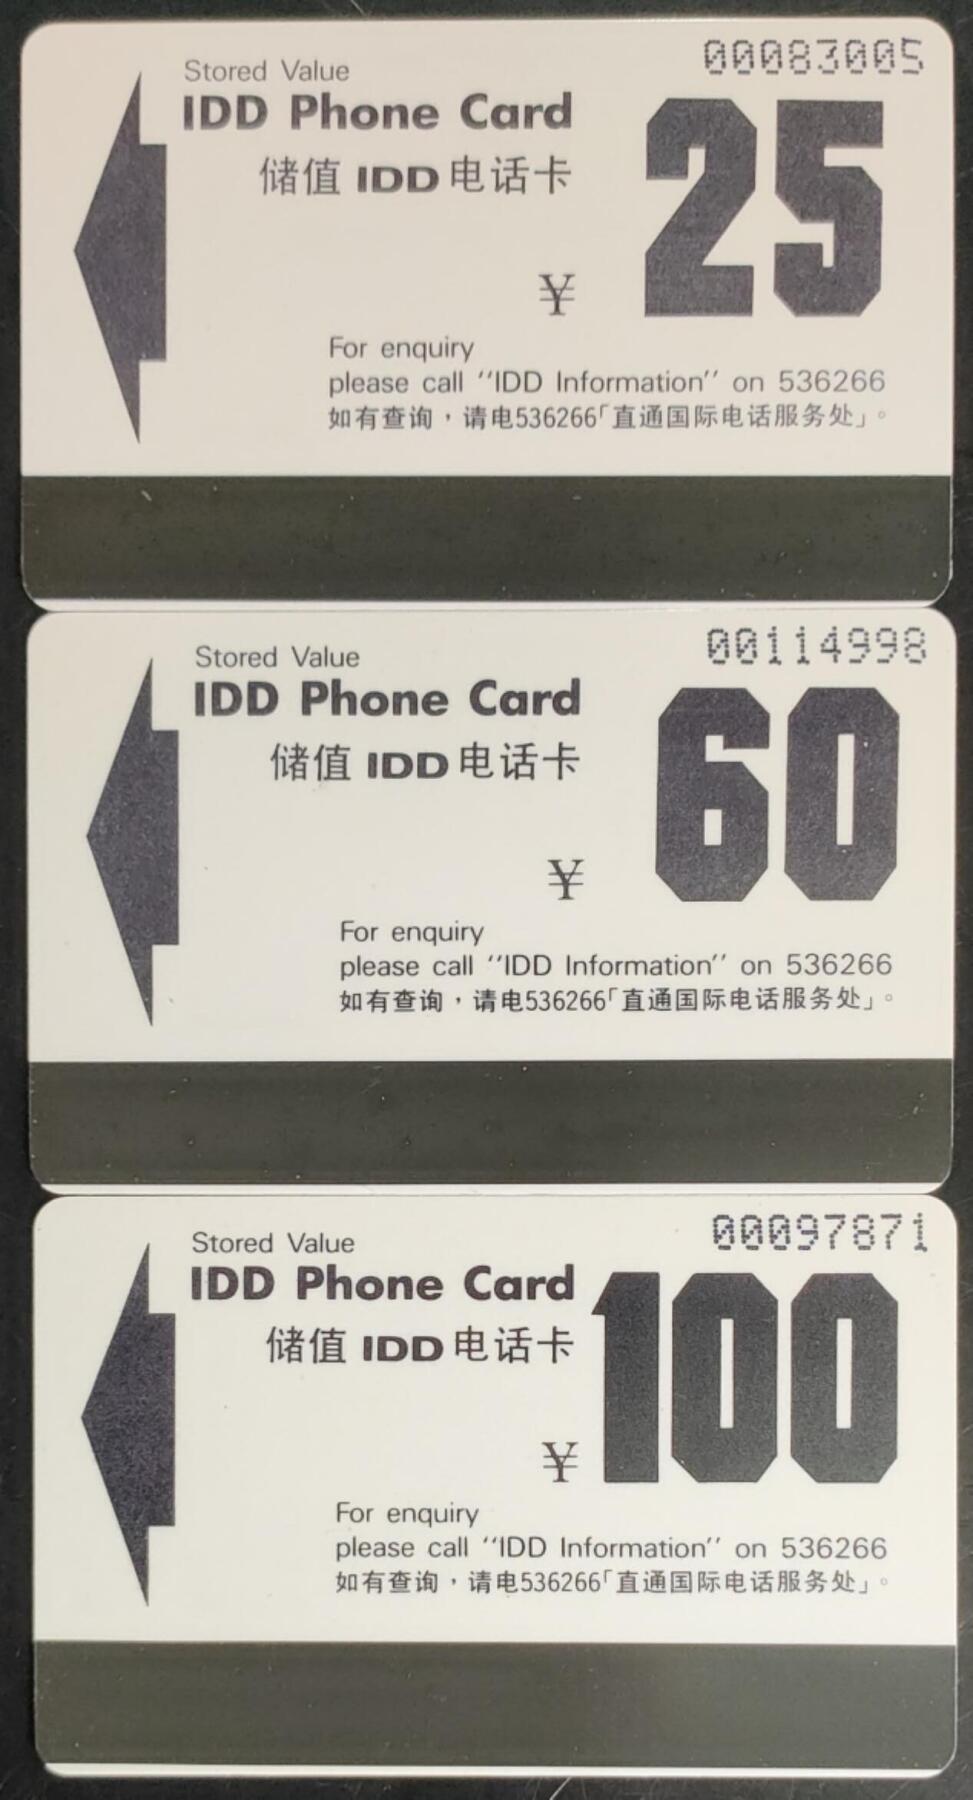 00083005
Stored Value
IDD Phone Card
储值 IDD 电话卡
¥ 25
For enquiry
please call ‘‘IDD Information’’ on 536266
如有查询，请电536266「直通国际电话服务处」。
00114998
Stored Value
IDD Phone Card
储值 IDD 电话卡
¥ 60
For enquiry
please call ‘‘IDD Information’’ on 536266
如有查询，请电536266「直通国际电话服务处」。
00097871
Stored Value
IDD Phone Card
储值 IDD 电话卡
¥ 100
For enquiry
please call ‘‘IDD Information’’ on 536266
如有查询，请电536266「直通国际电话服务处」。